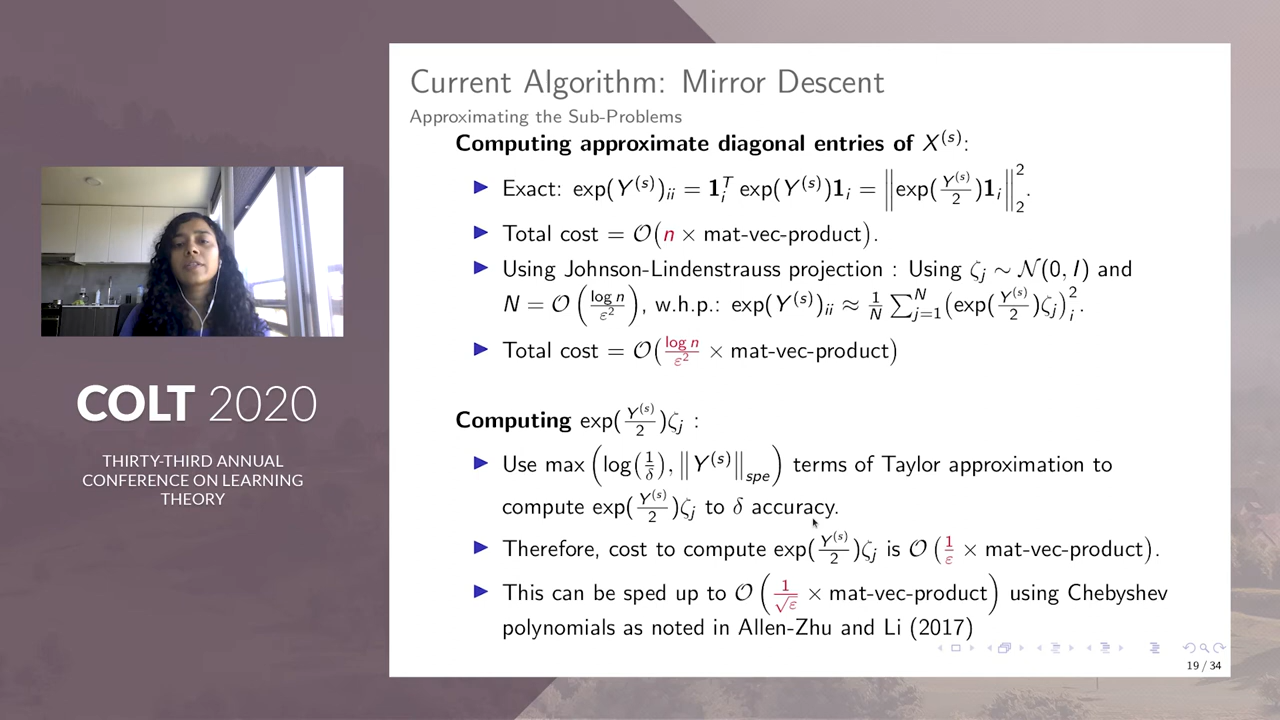 Current Algorithm: Mirror Descent
Approximating the Sub-Problems
Computing approximate diagonal entries of X^(s):
▶ Exact: exp(Y^(s))_ii = 1_i^T exp(Y^(s))1_i = ‖exp(Y^(s)/2)1_i‖_2^2.
▶ Total cost = O(n × mat-vec-product).
▶ Using Johnson-Lindenstrauss projection : Using ζ_j ∼ N(0, I) and
N = O(log n/ε^2), w.h.p.: exp(Y^(s))_ii ≈ 1/N ∑_{j=1}^N (exp(Y^(s)/2)ζ_j)_i^2.
▶ Total cost = O(log n/ε^2 × mat-vec-product)
Computing exp(Y^(s)/2)ζ_j :
▶ Use max(log(1/δ), ‖Y^(s)‖_spe) terms of Taylor approximation to
compute exp(Y^(s)/2)ζ_j to δ accuracy.
▶ Therefore, cost to compute exp(Y^(s)/2)ζ_j is O(1/ε × mat-vec-product).
▶ This can be sped up to O(1/√ε × mat-vec-product) using Chebyshev
polynomials as noted in Allen-Zhu and Li (2017)
19 / 34
COLT 2020
THIRTY-THIRD ANNUAL
CONFERENCE ON LEARNING
THEORY